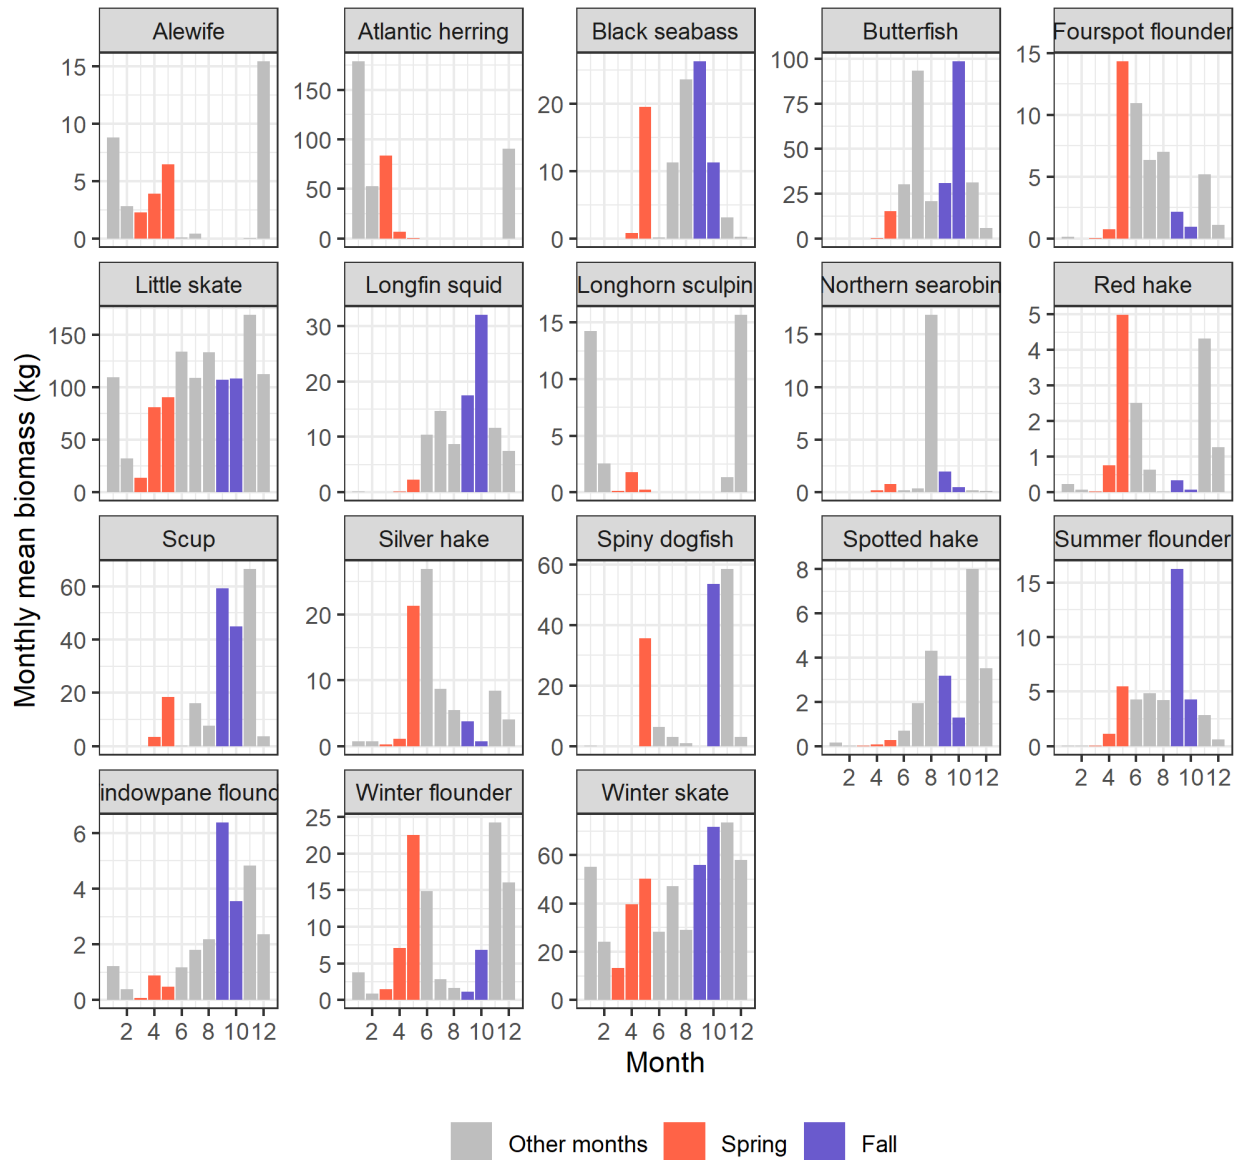 Alewife Atlantic herring Black seabass Butterfish Fourspot flounder
15 10 5 0
150 100 50 0
20 10 0
100 75 50 25 0
15 10 5 0
Little skate Longfin squid Longhorn sculpin Northern searobin Red hake
150 100 50 0
30 20 10 0
15 10 5 0
15 10 5 0
5 4 3 2 1 0
Scup Silver hake Spiny dogfish Spotted hake Summer flounder
60 40 20 0
20 10 0
60 40 20 0
8 6 4 2 0
15 10 5 0
2 4 6 8 10 12
2 4 6 8 10 12
indowpane flound Winter flounder Winter skate
6 4 2 0
25 20 15 10 5 0
60 40 20 0
2 4 6 8 10 12
2 4 6 8 10 12
2 4 6 8 10 12
Monthly mean biomass (kg)
Month
Other months Spring Fall